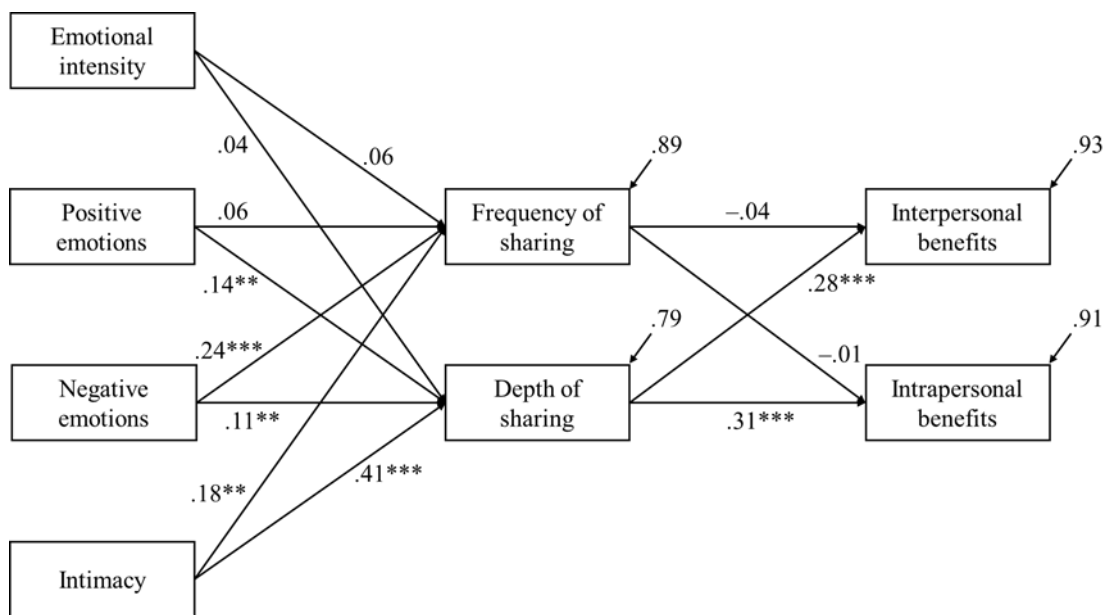 Emotional
intensity
.04
.06
.89
.93
Positive
emotions
.06
Frequency of
sharing
–.04
Interpersonal
benefits
.14**
.28***
.24***
.79
.91
–.01
Negative
emotions
.11**
Depth of
sharing
.31***
Intrapersonal
benefits
.18**
.41***
Intimacy